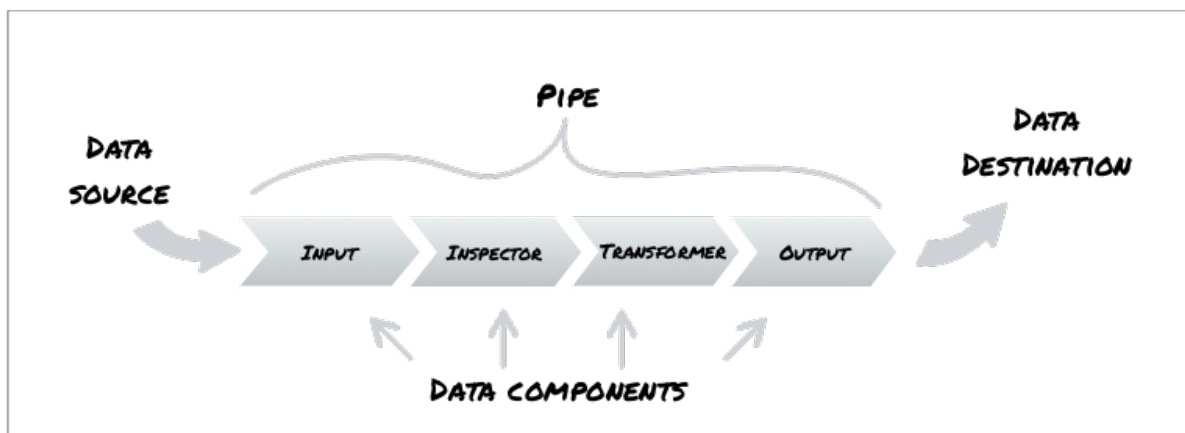 PIPE
DATA
SOURCE
DATA
DESTINATION
INPUT
INSPECTOR
TRANSFORMER
OUTPUT
DATA COMPONENTS